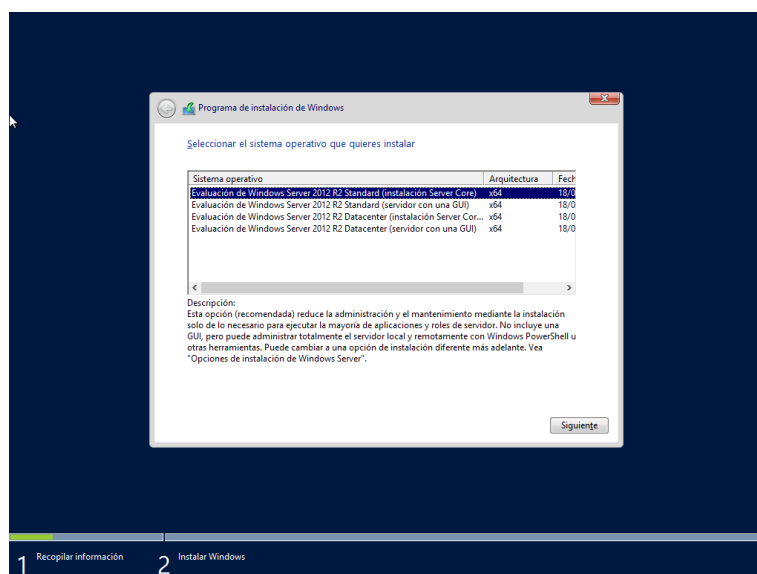 Programa de instalación de Windows
Seleccionar el sistema operativo que quieres instalar
Sistema operativo Arquitectura Fech
Evaluación de Windows Server 2012 R2 Standard (instalación Server Core) x64 18/0
Evaluación de Windows Server 2012 R2 Standard (servidor con una GUI) x64 18/0
Evaluación de Windows Server 2012 R2 Datacenter (instalación Server Cor... x64 18/0
Evaluación de Windows Server 2012 R2 Datacenter (servidor con una GUI) x64 18/0
Descripción:
Esta opción (recomendada) reduce la administración y el mantenimiento mediante la instalación
solo de lo necesario para ejecutar la mayoría de aplicaciones y roles de servidor. No incluye una
GUI, pero puede administrar totalmente el servidor local y remotamente con Windows PowerShell u
otras herramientas. Puede cambiar a una opción de instalación diferente más adelante. Vea
"Opciones de instalación de Windows Server".
Siguiente
1 Recopilar información 2 Instalar Windows